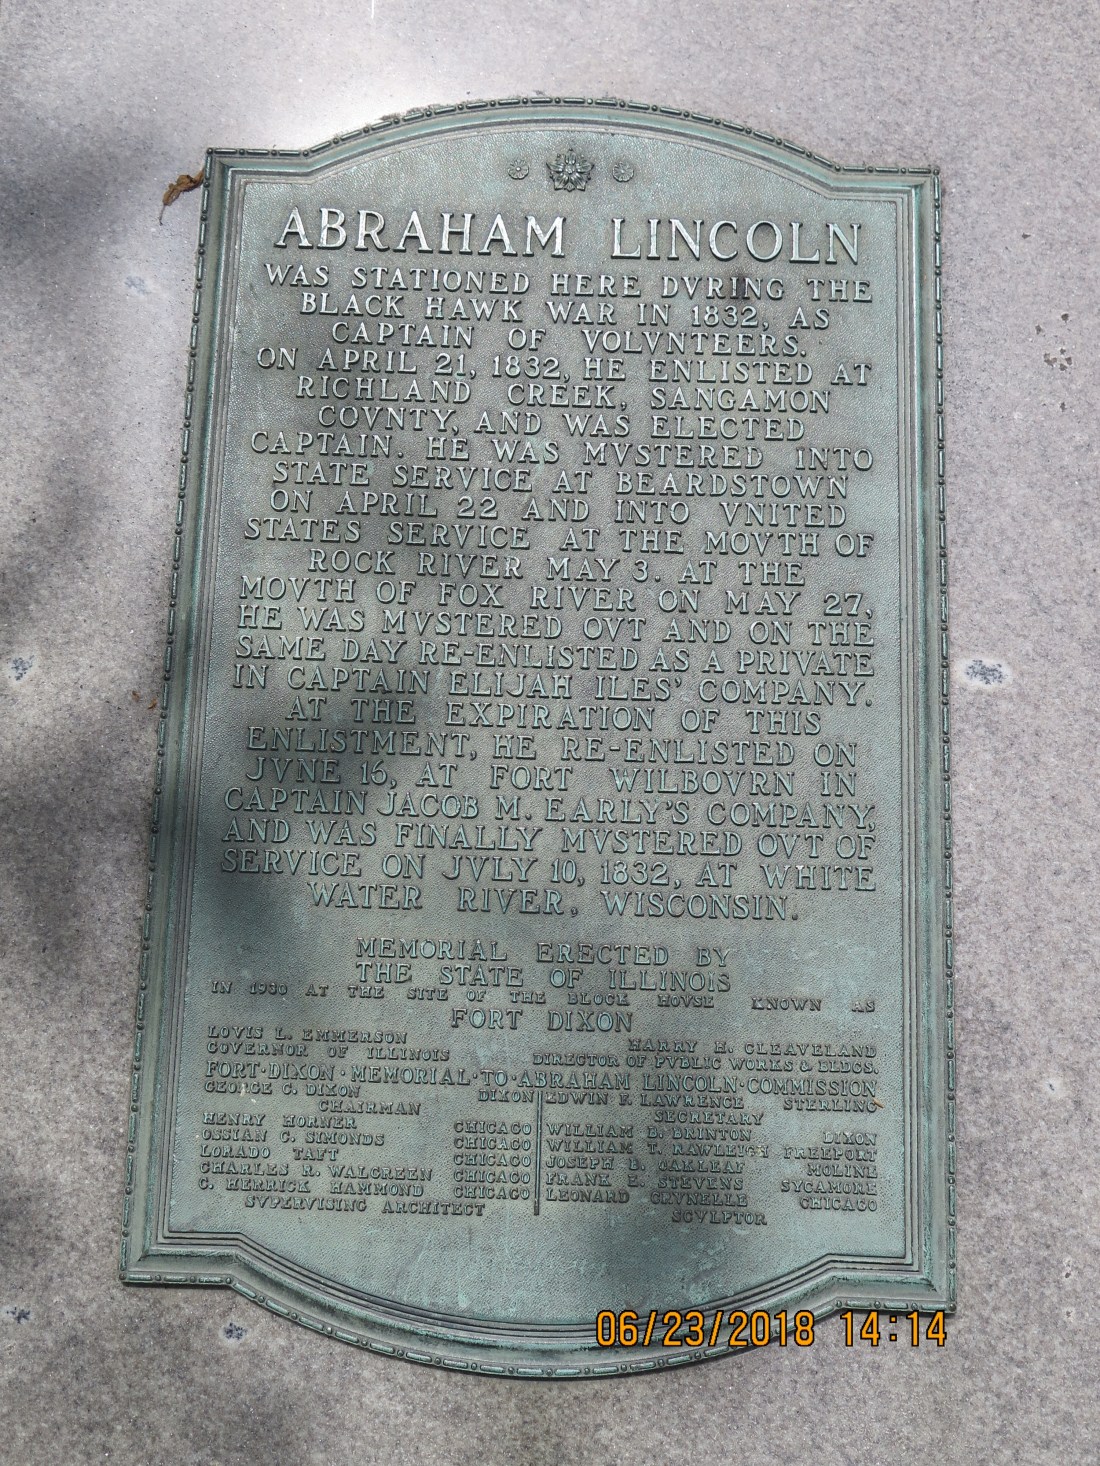 ABRAHAM LINCOLN
WAS STATIONED HERE DVRING THE
BLACK HAWK WAR IN 1832, AS
CAPTAIN OF VOLVNTEERS.
ON APRIL 21, 1832, HE ENLISTED AT
RICHLAND CREEK, SANGAMON
COVNTY, AND WAS ELECTED
CAPTAIN. HE WAS MVSTERED INTO
STATE SERVICE AT BEARDSTOWN
ON APRIL 22 AND INTO VNITED
STATES SERVICE AT THE MOVTH OF
ROCK RIVER MAY 3. AT THE
MOVTH OF FOX RIVER ON MAY 27,
HE WAS MVSTERED OVT AND ON THE
SAME DAY RE-ENLISTED AS A PRIVATE
IN CAPTAIN ELIJAH ILES' COMPANY.
AT THE EXPIRATION OF THIS
ENLISTMENT, HE RE-ENLISTED ON
JVNE 16, AT FORT WILBOVRN IN
CAPTAIN JACOB M. EARLY'S COMPANY,
AND WAS FINALLY MVSTERED OVT OF
SERVICE ON JVLY 10, 1832, AT WHITE
WATER RIVER, WISCONSIN.
MEMORIAL ERECTED BY
THE STATE OF ILLINOIS
IN 1930 AT THE SITE OF THE BLOCK HOVSE KNOWN AS
FORT DIXON
LOVIS L. EMMERSON
GOVERNOR OF ILLINOIS
HARRY H. CLEAVELAND
DIRECTOR OF PVBLIC WORKS & BLDGS.
FORT·DIXON·MEMORIAL·TO·ABRAHAM LINCOLN·COMMISSION
GEORGE C. DIXON DIXON
CHAIRMAN
HENRY HORNER CHICAGO
OSSIAN C. SIMONDS CHICAGO
LORADO TAFT CHICAGO
CHARLES R. WALGREEN CHICAGO
C. HERRICK HAMMOND CHICAGO
SVPERVISING ARCHITECT
EDWIN F. LAWRENCE STERLING
SECRETARY
WILLIAM B. BRINTON DIXON
WILLIAM T. RAWLEIGH FREEPORT
JOSEPH B. OAKLEAF MOLINE
FRANK E. STEVENS SYCAMORE
LEONARD CRVNELLE CHICAGO
SCVLPTOR
06/23/2018 14:14